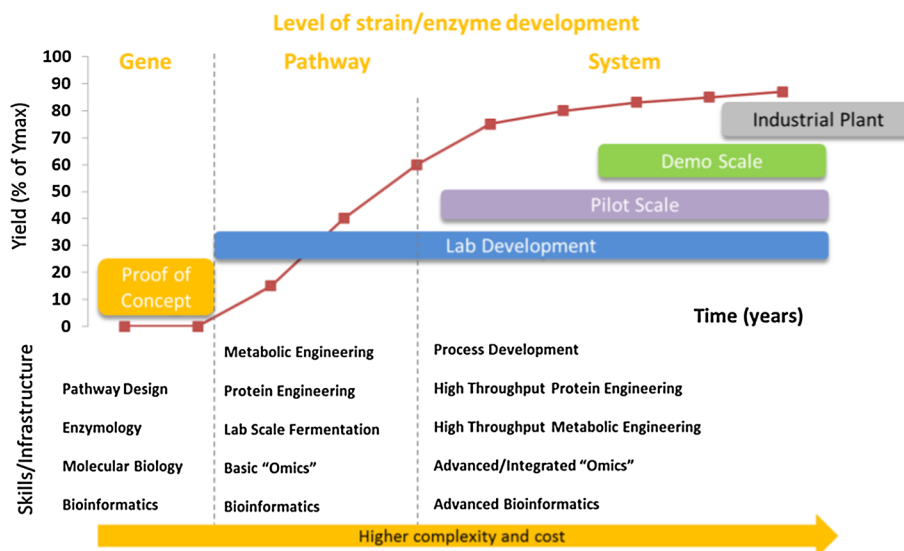 Level of strain/enzyme development
Gene
Pathway
System
Yield (% of Ymax)
100
90
80
70
60
50
40
30
20
10
0
Industrial Plant
Demo Scale
Pilot Scale
Lab Development
Proof of
Concept
Time (years)
Skills/Infrastructure
Pathway Design
Enzymology
Molecular Biology
Bioinformatics
Metabolic Engineering
Protein Engineering
Lab Scale Fermentation
Basic “Omics”
Bioinformatics
Process Development
High Throughput Protein Engineering
High Throughput Metabolic Engineering
Advanced/Integrated “Omics”
Advanced Bioinformatics
Higher complexity and cost